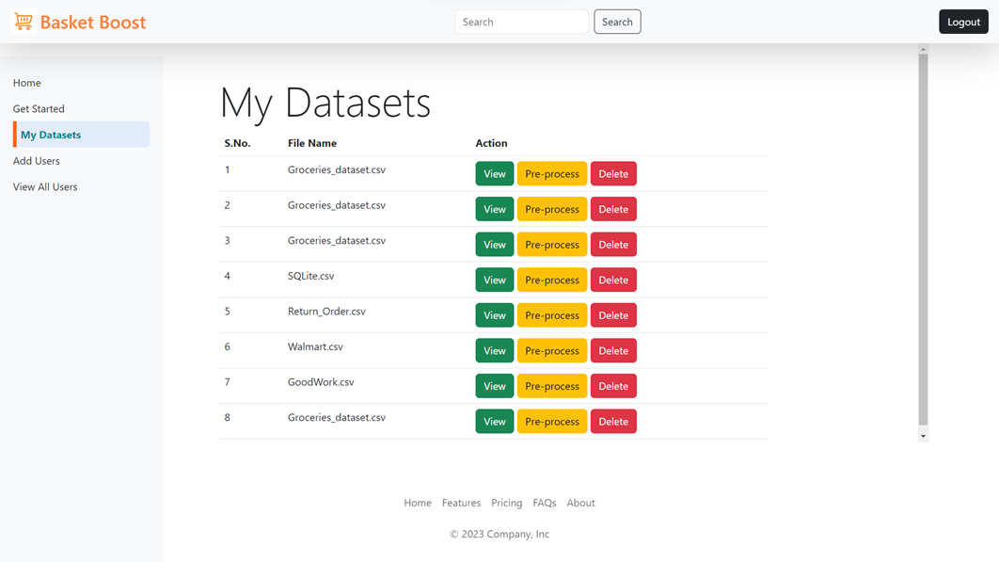 Basket Boost Search Search Logout
Home
Get Started
My Datasets
Add Users
View All Users
My Datasets
S.No. File Name Action
1 Groceries_dataset.csv View Pre-process Delete
2 Groceries_dataset.csv View Pre-process Delete
3 Groceries_dataset.csv View Pre-process Delete
4 SQLite.csv View Pre-process Delete
5 Return_Order.csv View Pre-process Delete
6 Walmart.csv View Pre-process Delete
7 GoodWork.csv View Pre-process Delete
8 Groceries_dataset.csv View Pre-process Delete
Home Features Pricing FAQs About
© 2023 Company, Inc